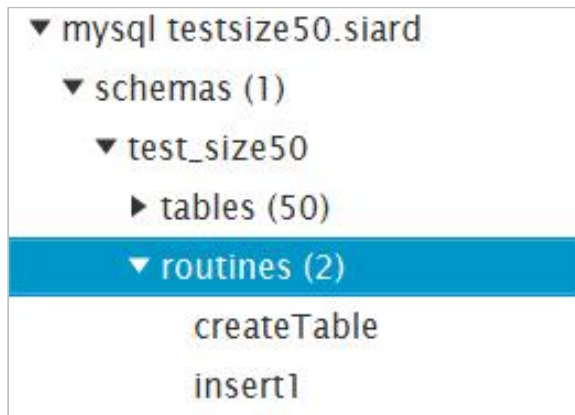 mysql testsize50.siard
schemas (1)
test_size50
tables (50)
routines (2)
createTable
insert1